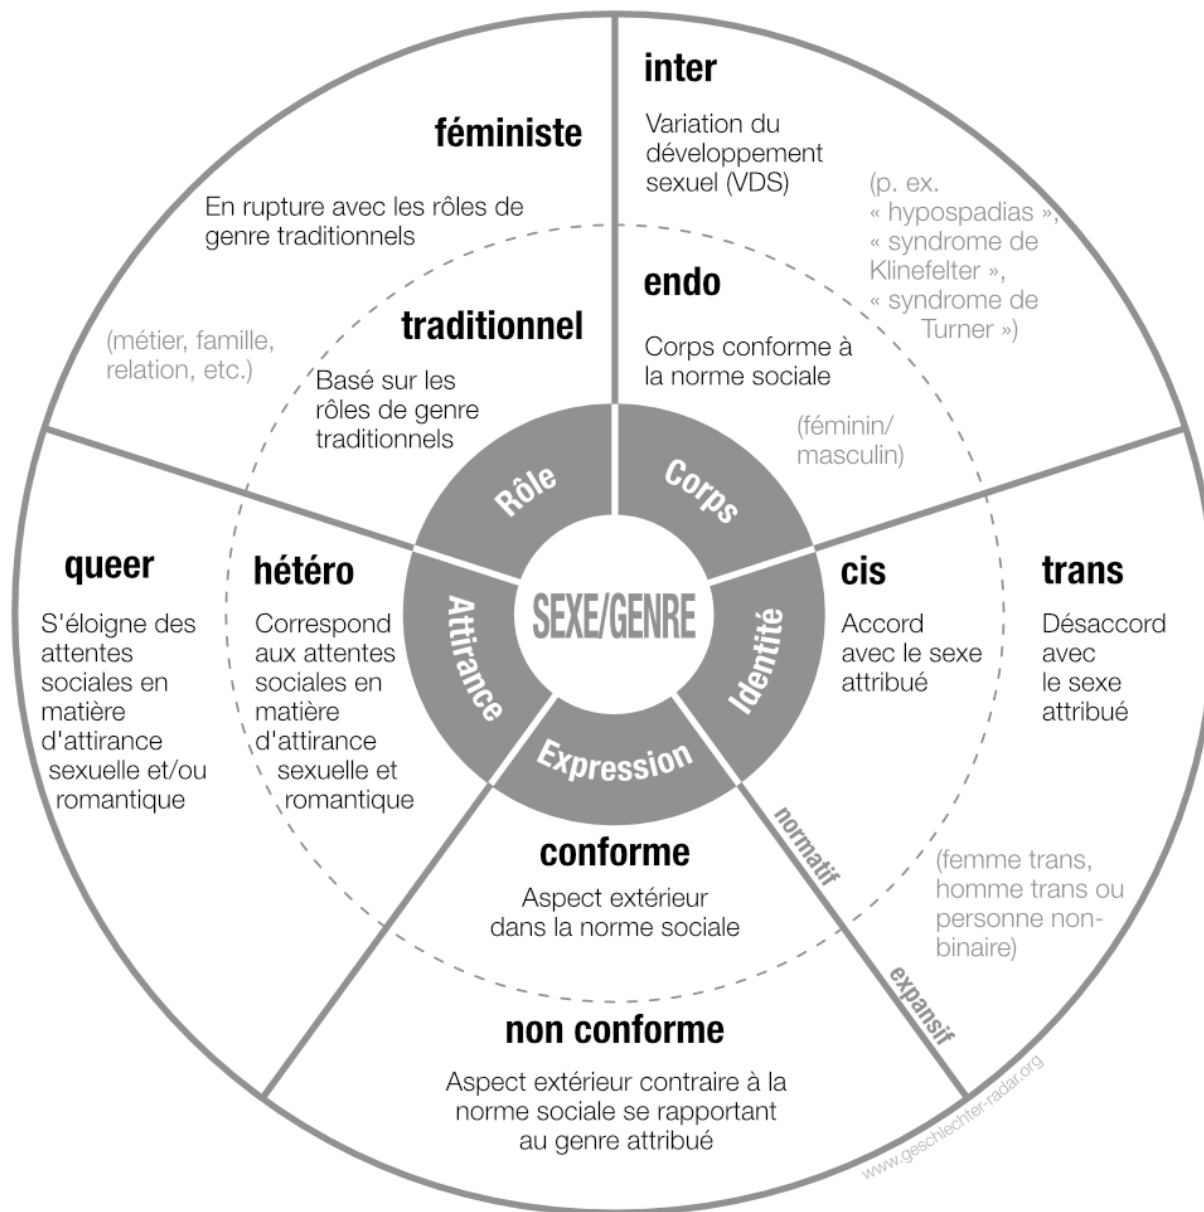 inter
Variation du
développement
sexuel (VDS)
(p. ex.
« hypospadias »,
« syndrome de
Klinefelter »,
« syndrome de
Turner »)
endo
Corps conforme à
la norme sociale
(féminin/
masculin)
Corps
féministe
En rupture avec les rôles de
genre traditionnels
(métier, famille,
relation, etc.)
traditionnel
Basé sur les
rôles de genre
traditionnels
Rôle
queer
S'éloigne des
attentes
sociales en
matière
d'attirance
sexuelle et/ou
romantique
hétéro
Correspond
aux attentes
sociales en
matière
d'attirance
sexuelle et
romantique
Attirance
SEXE/GENRE
Identité
cis
Accord
avec le sexe
attribué
trans
Désaccord
avec
le sexe
attribué
(femme trans,
homme trans ou
personne non-
binaire)
Expression
conforme
Aspect extérieur
dans la norme sociale
non conforme
Aspect extérieur contraire à la
norme sociale se rapportant
au genre attribué
normatif
expansif
www.geschlechter-radar.org